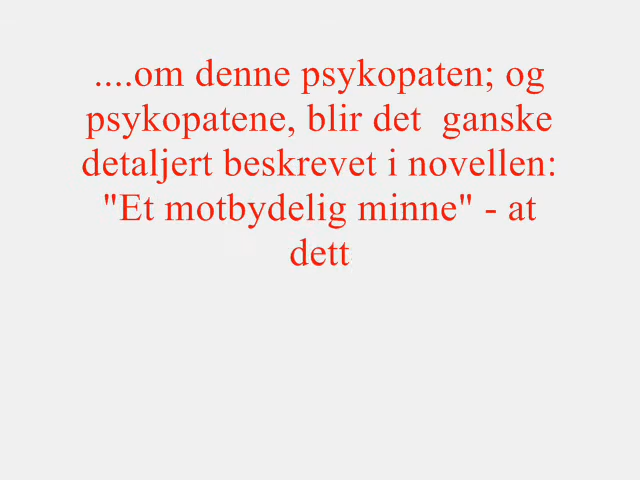 ....om denne psykopaten; og
psykopatene, blir det  ganske
detaljert beskrevet i novellen:
"Et motbydelig minne" - at
dett